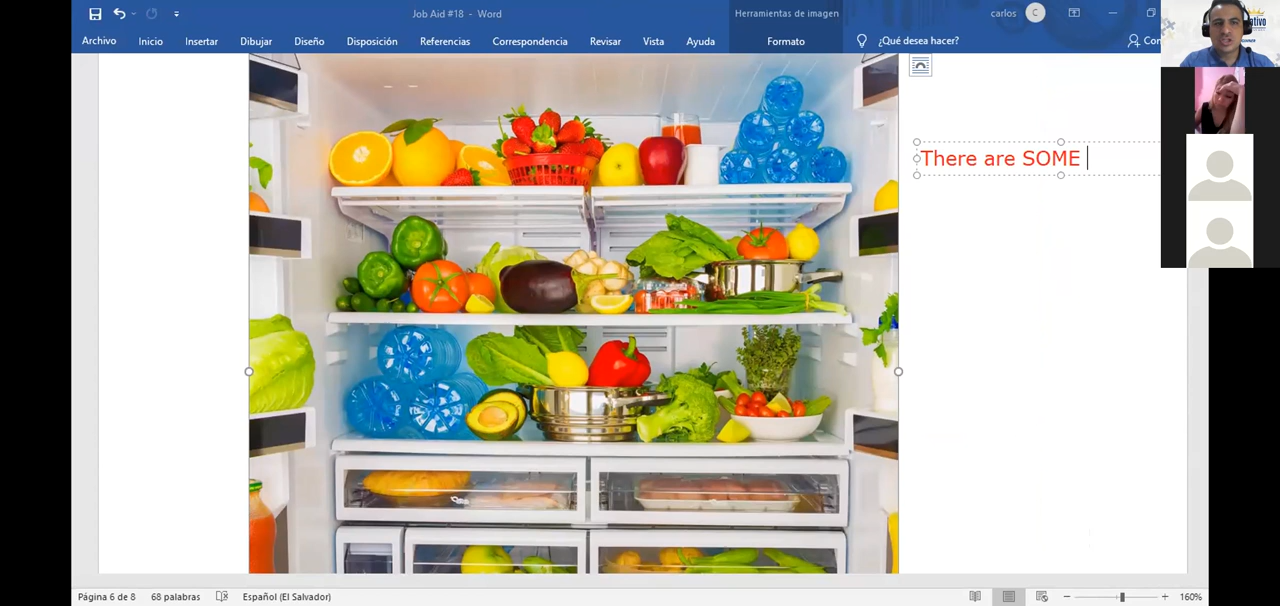 Job Aid #18 - Word
Herramientas de imagen
carlos
C
Archivo
Inicio
Insertar
Dibujar
Diseño
Disposición
Referencias
Correspondencia
Revisar
Vista
Ayuda
Formato
¿Qué desea hacer?
Con
There are SOME
Página 6 de 8
68 palabras
Español (El Salvador)
160%